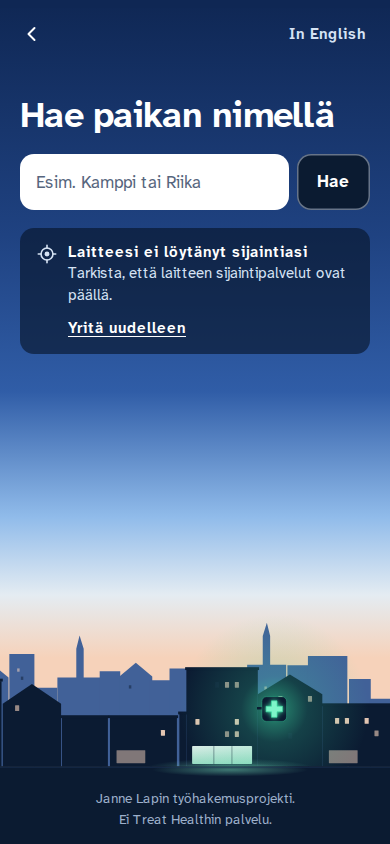 In English
Hae paikan nimellä
Esim. Kamppi tai Riika
Hae
Laitteesi ei löytänyt sijaintiasi
Tarkista, että laitteen sijaintipalvelut ovat
päällä.
Yritä uudelleen
Janne Lapin työhakemusprojekti.
Ei Treat Healthin palvelu.